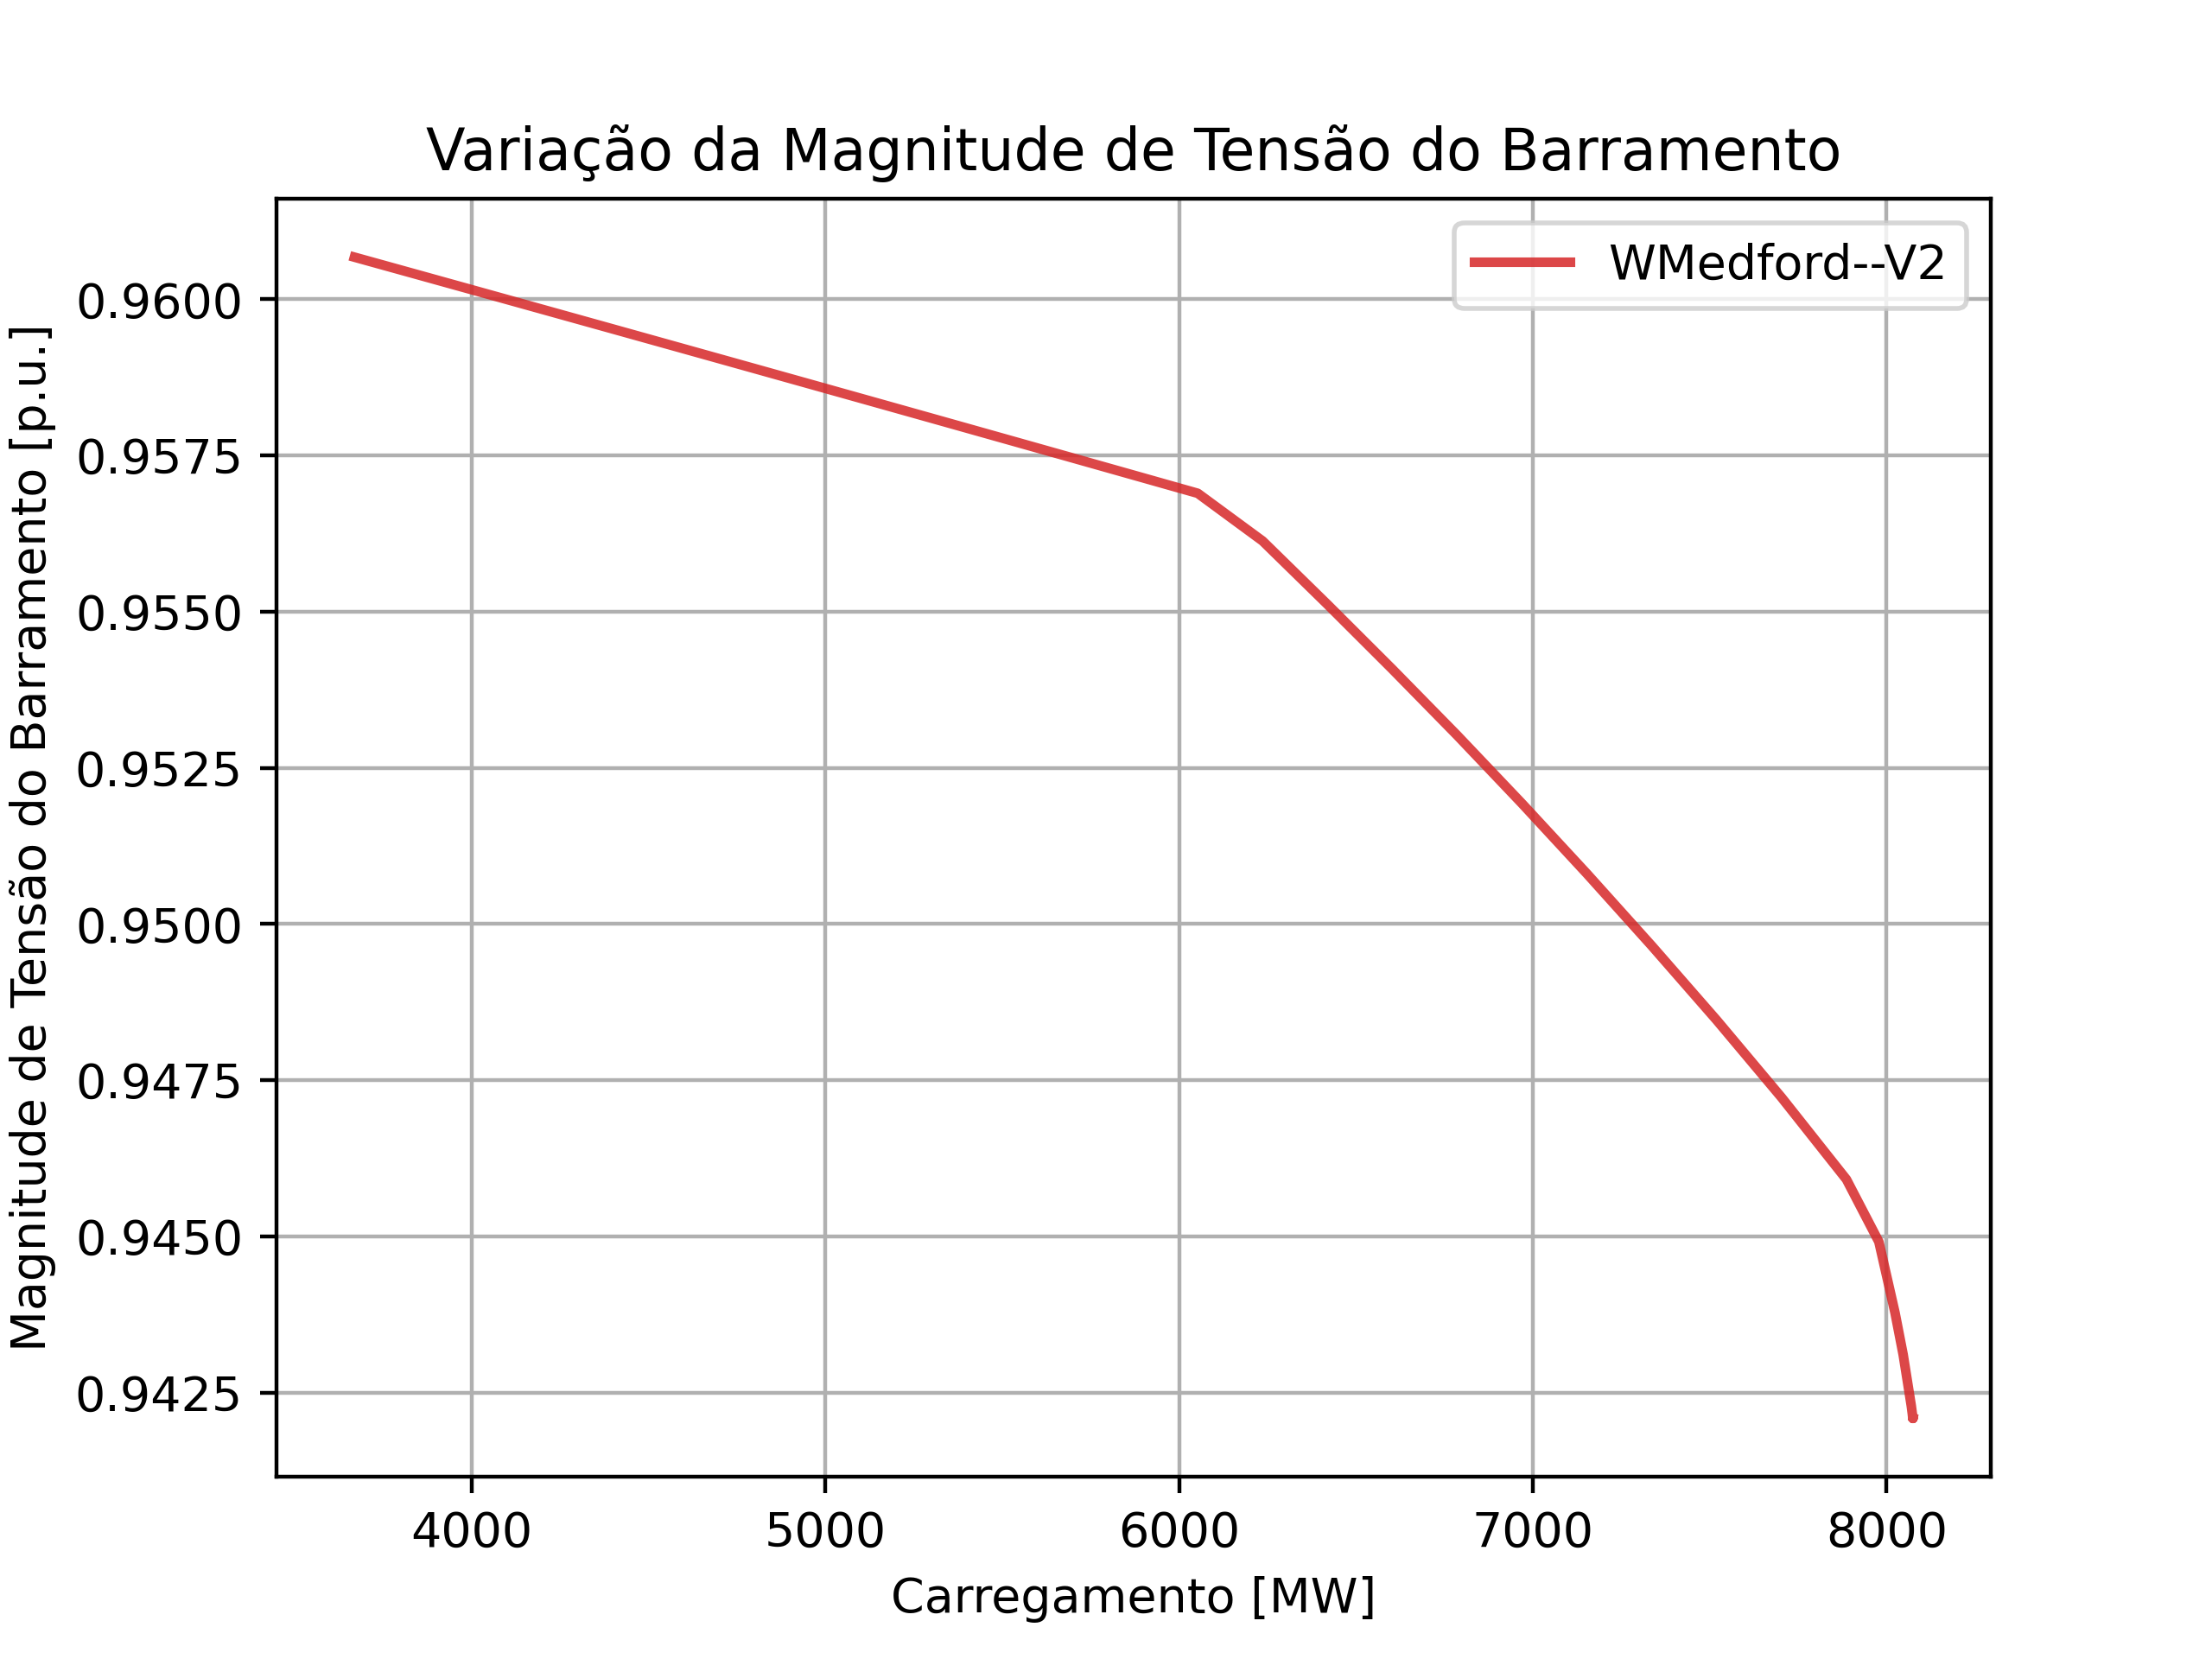 Variação da Magnitude de Tensão do Barramento
WMedford--V2
Magnitude de Tensão do Barramento [p.u.]
0.9600
0.9575
0.9550
0.9525
0.9500
0.9475
0.9450
0.9425
4000 5000 6000 7000 8000
Carregamento [MW]